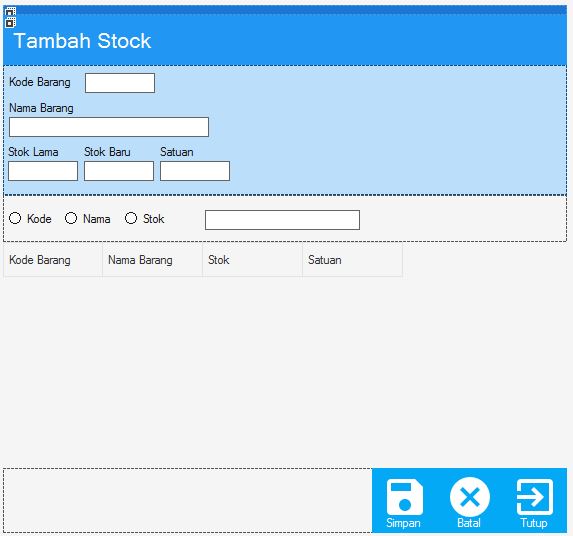 Tambah Stock
Kode Barang
Nama Barang
Stok Lama Stok Baru Satuan
Kode Nama Stok
Kode Barang Nama Barang Stok Satuan
Simpan Batal Tutup